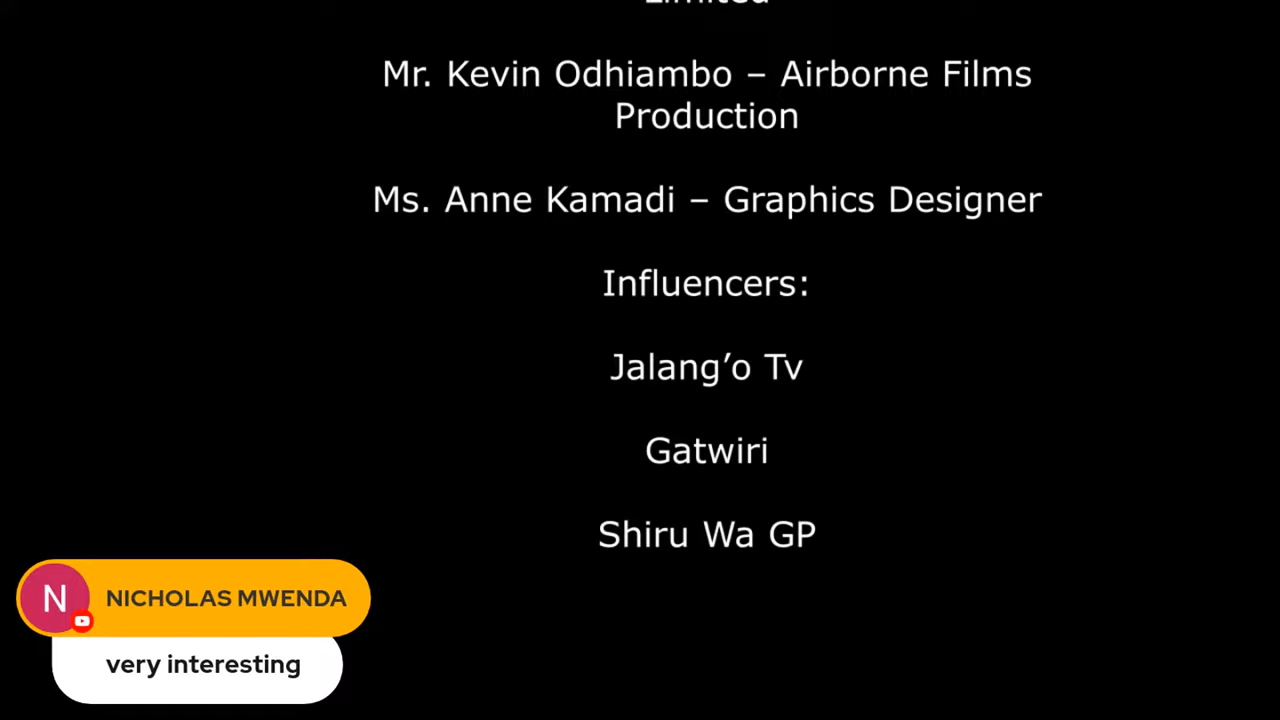 Limited
Mr. Kevin Odhiambo – Airborne Films
Production
Ms. Anne Kamadi – Graphics Designer
Influencers:
Jalang’o Tv
Gatwiri
Shiru Wa GP
N
NICHOLAS MWENDA
very interesting